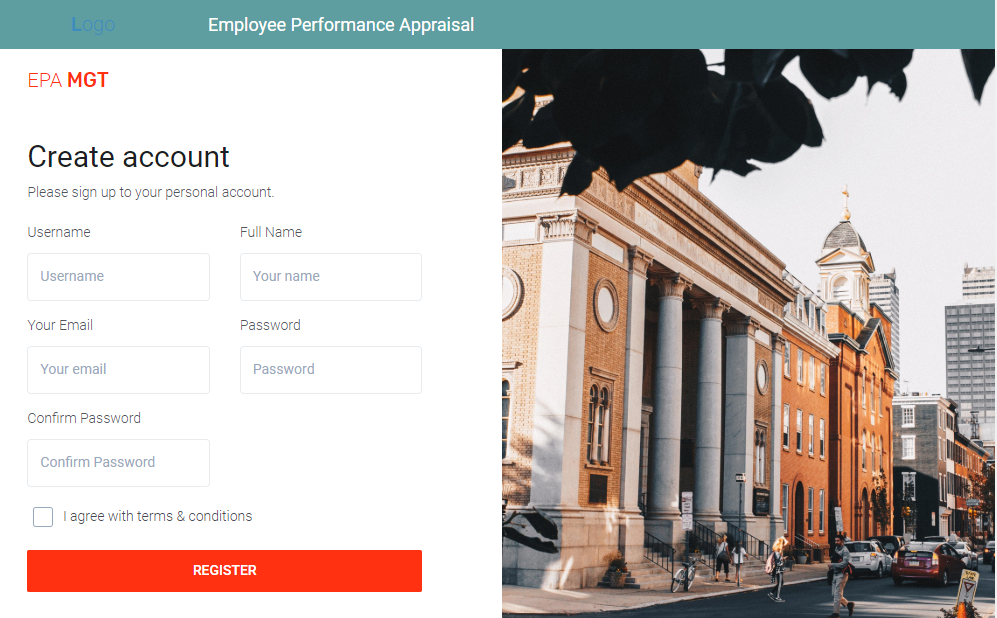 Logo
Employee Performance Appraisal
EPA MGT
Create account
Please sign up to your personal account.
Username
Full Name
Username
Your name
Your Email
Password
Your email
Password
Confirm Password
Confirm Password
I agree with terms & conditions
REGISTER